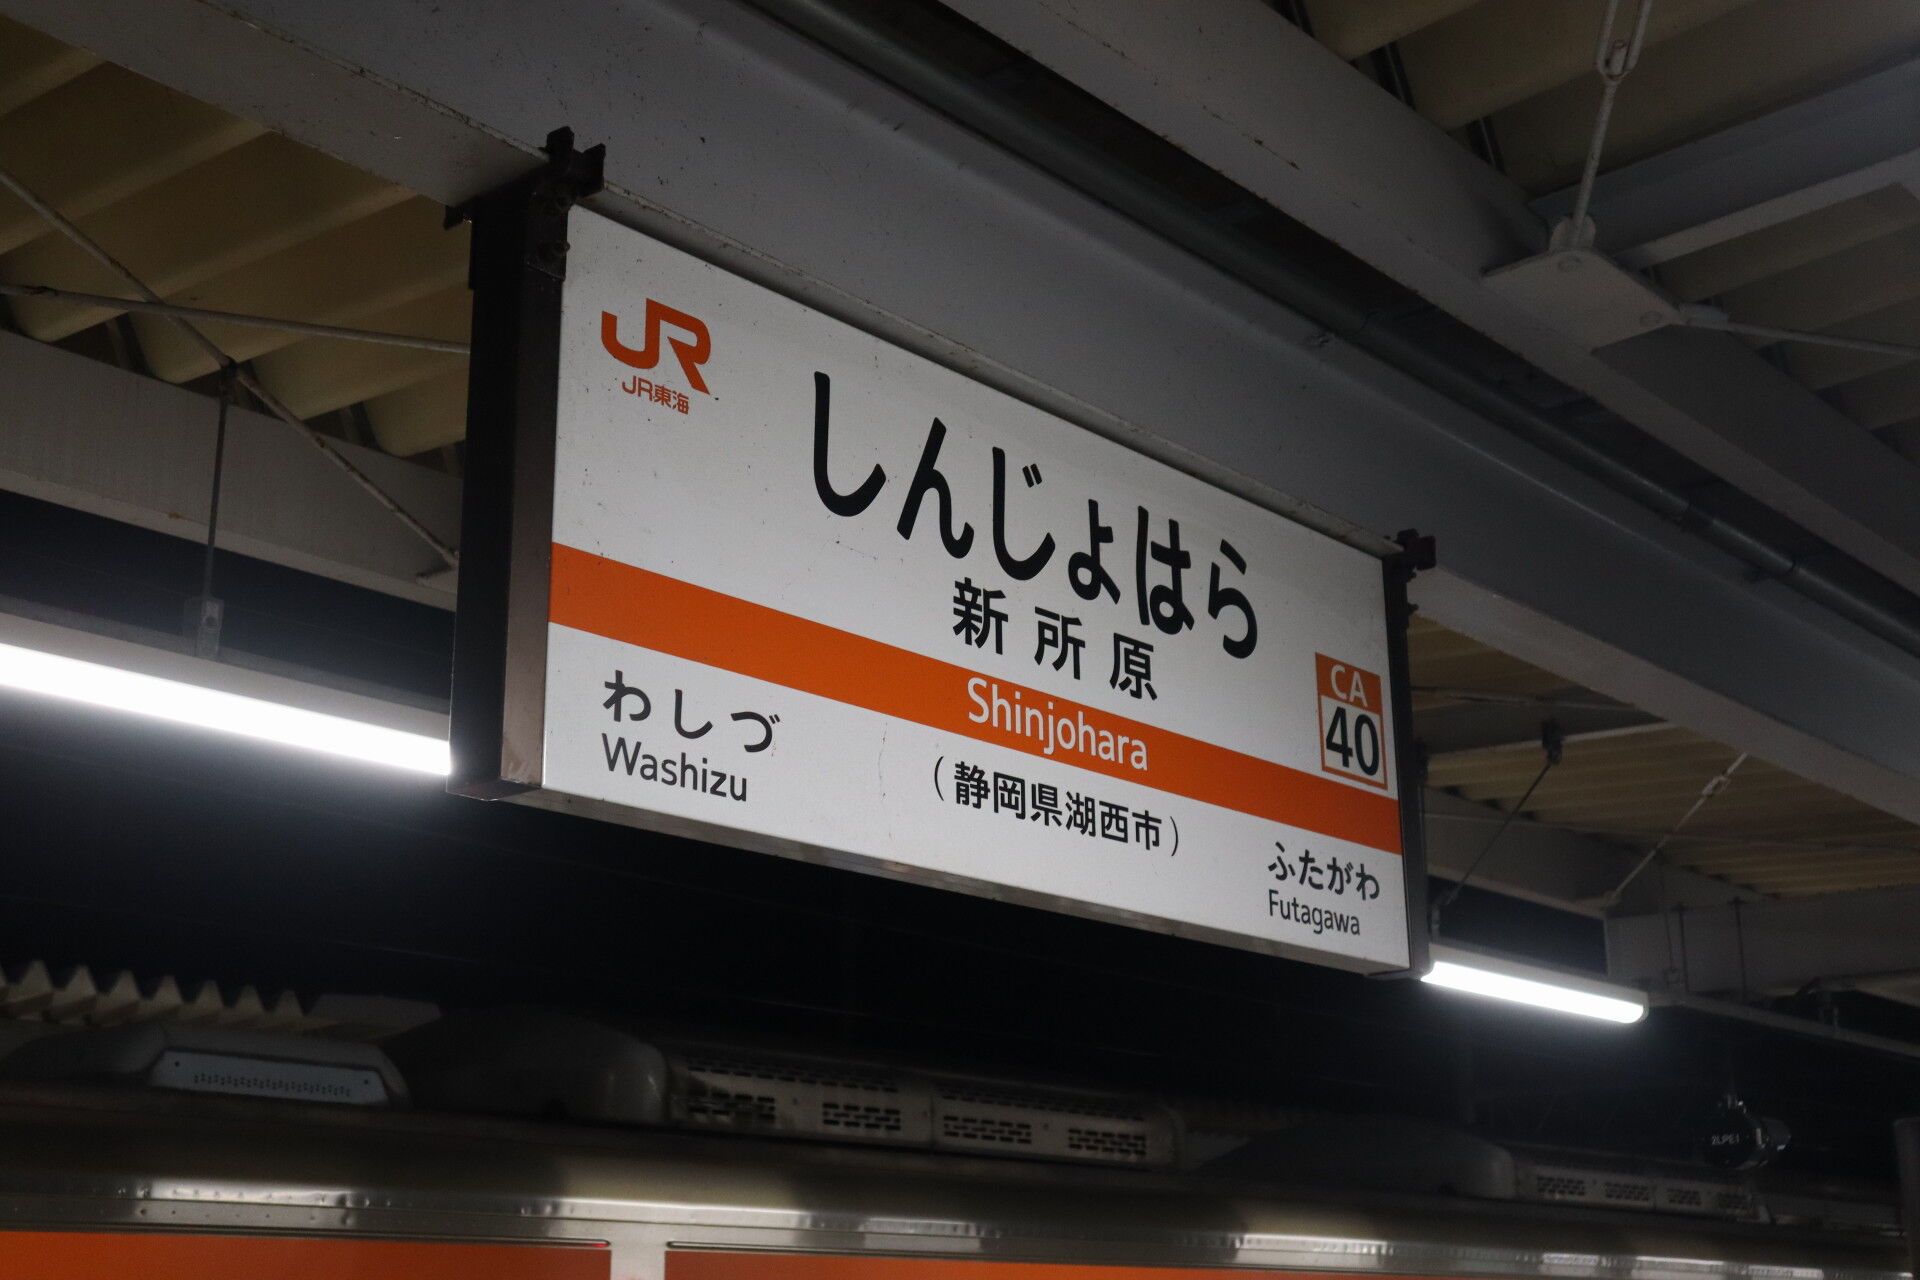 JR
JR東海
しんじょはら
新所原
CA
40
Shinjohara
わしづ
Washizu
(静岡県湖西市)
ふたがわ
Futagawa